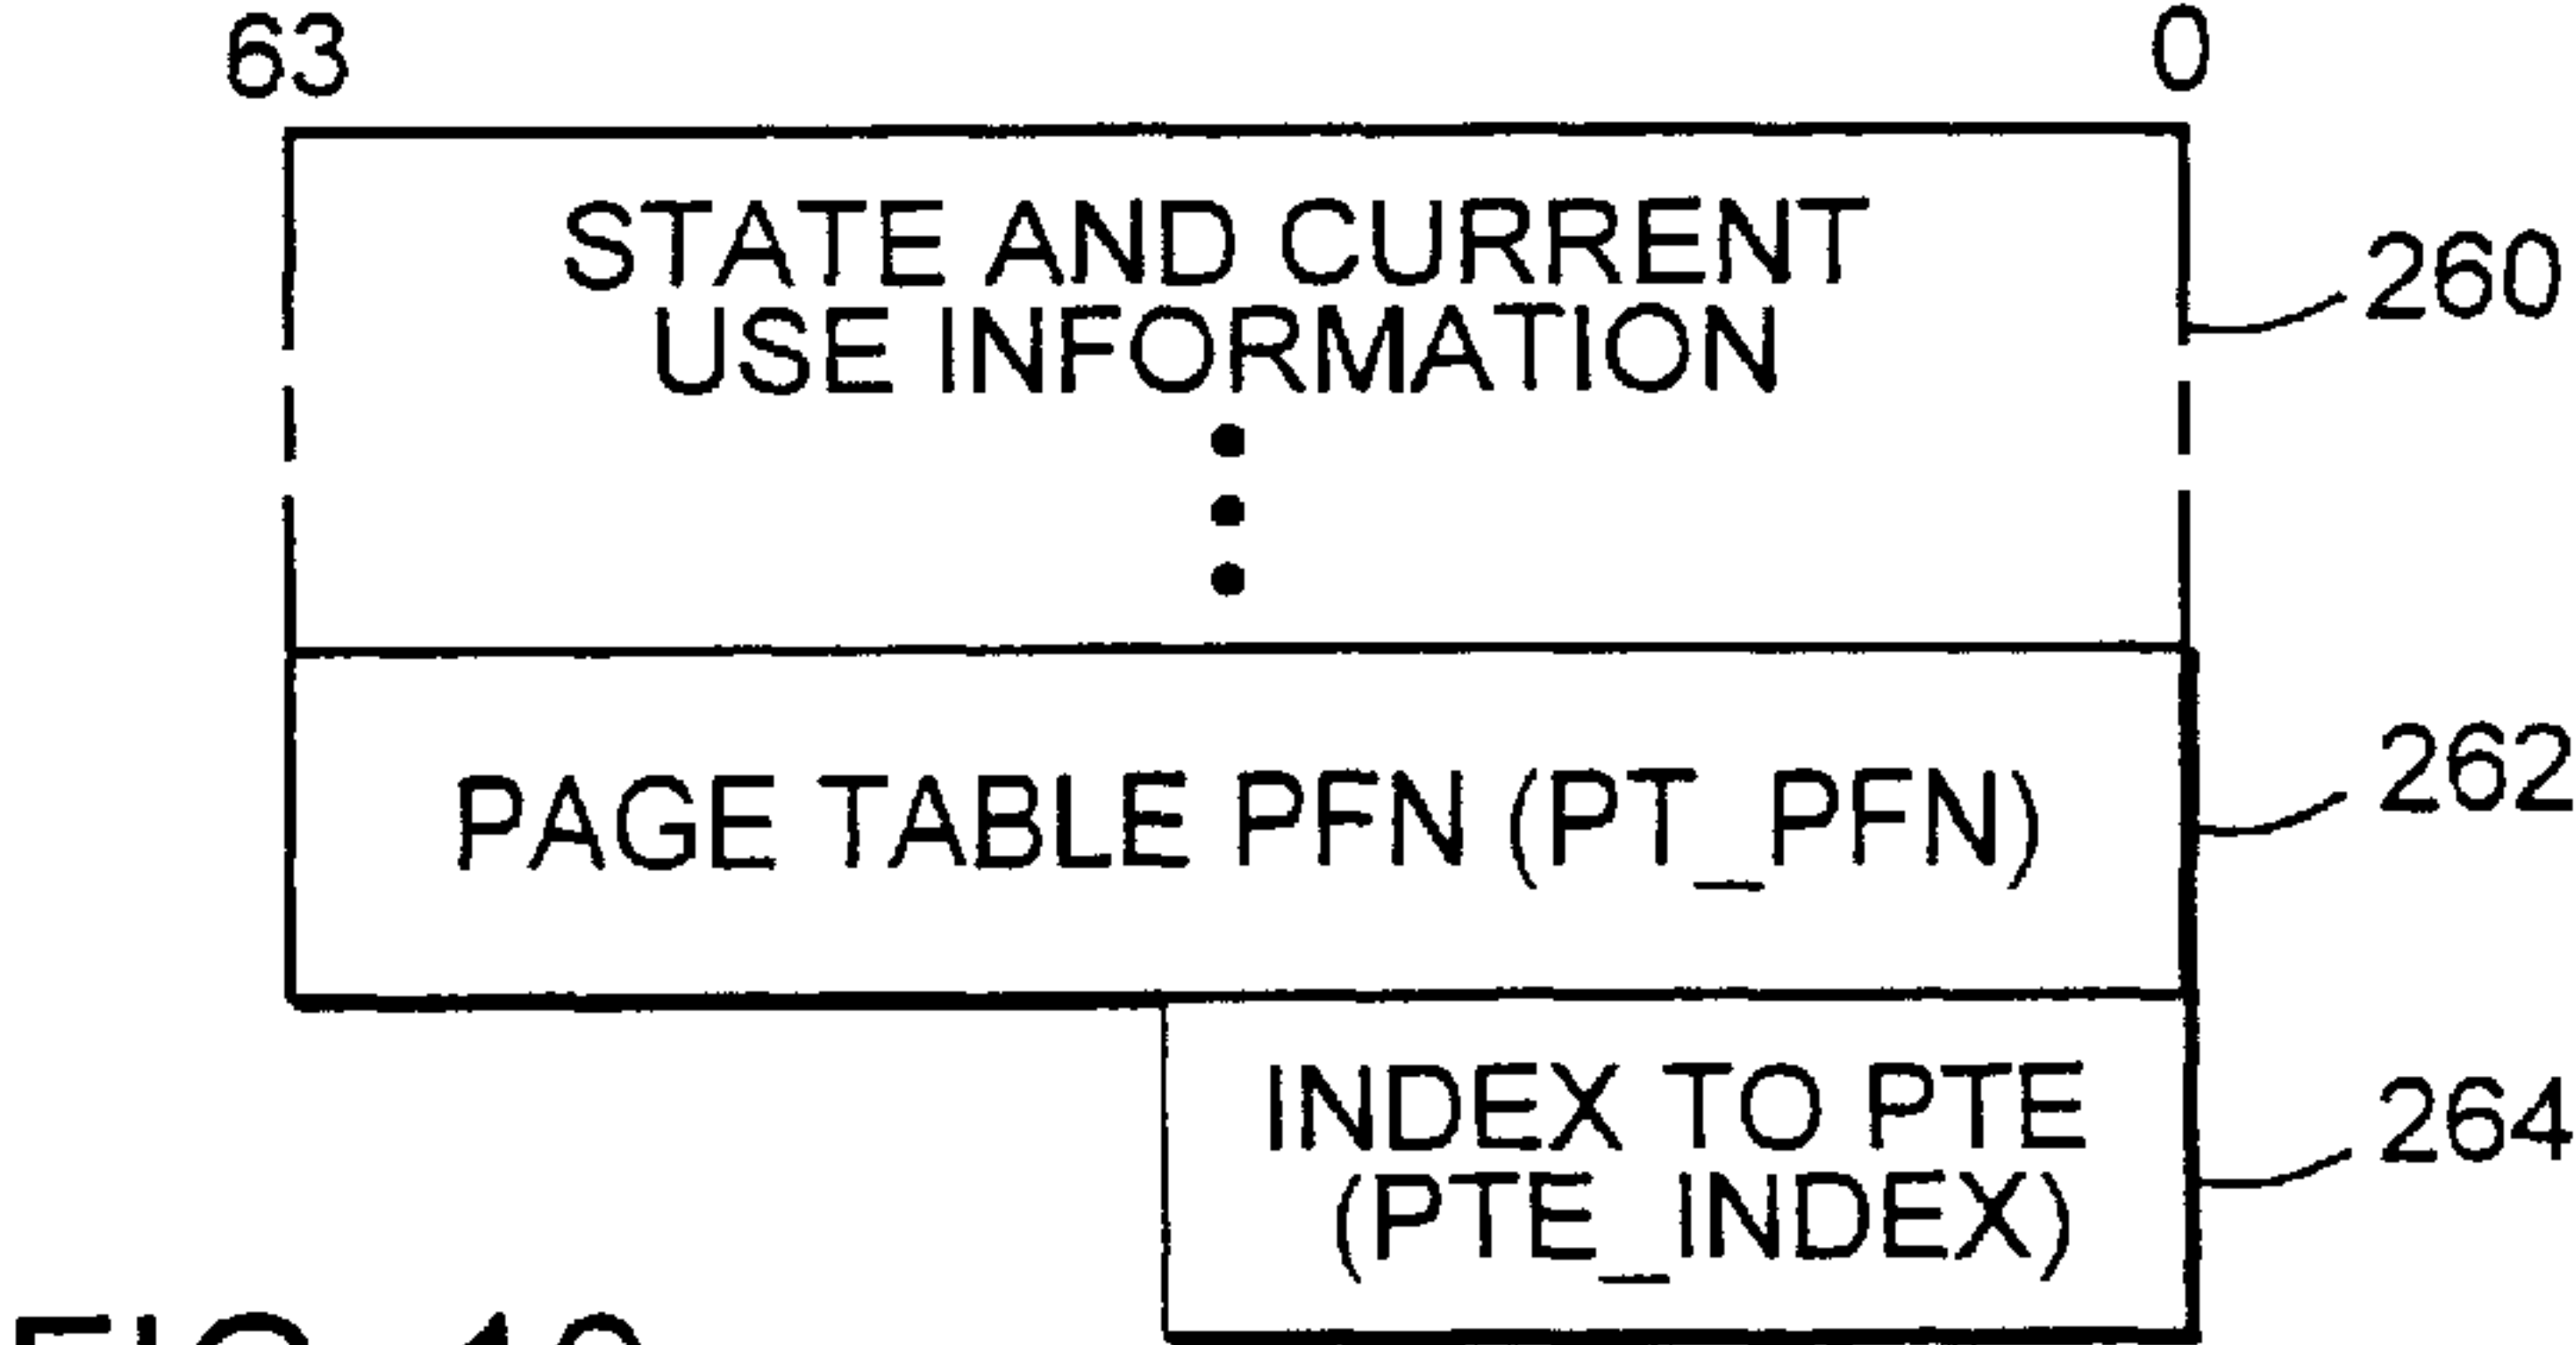 63 0
STATE AND CURRENT
USE INFORMATION
260
PAGE TABLE PFN (PT_PFN)
262
INDEX TO PTE
(PTE_INDEX)
264